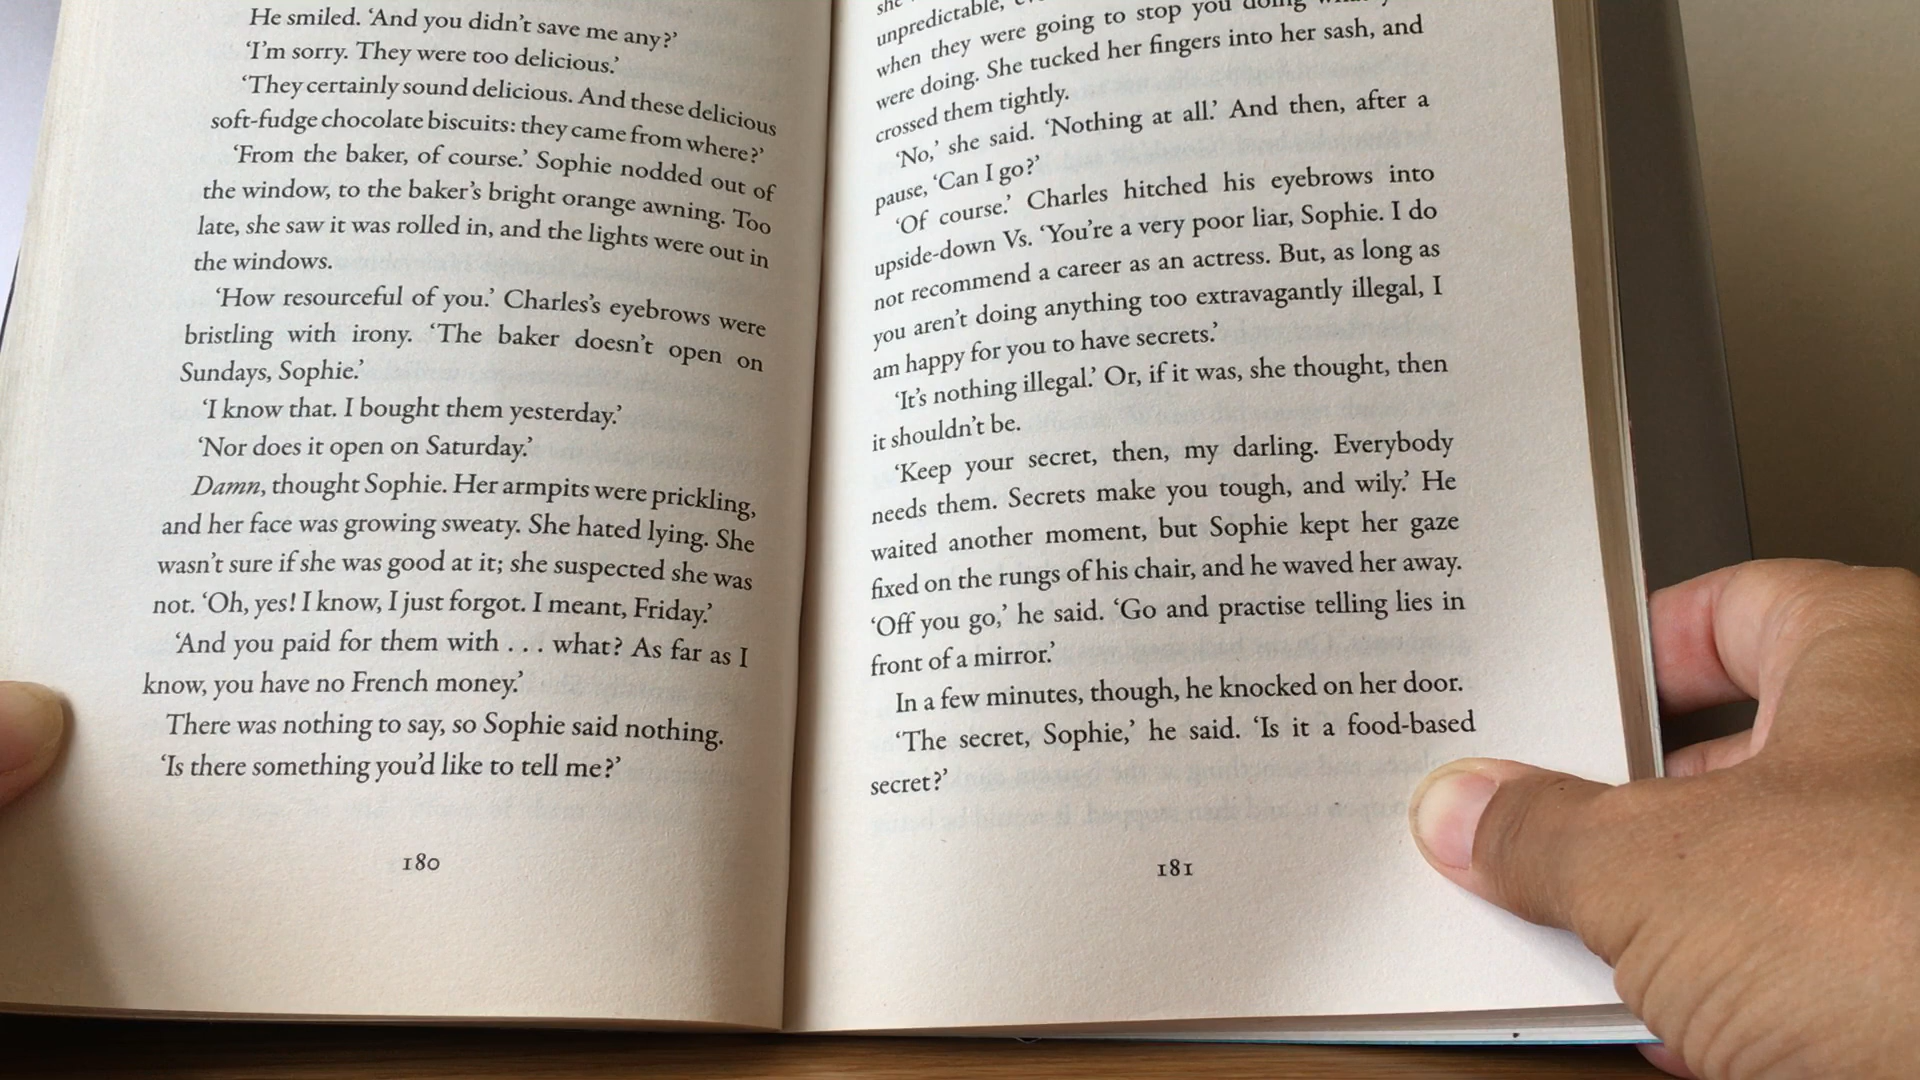 He smiled. ‘And you didn’t save me any?’
‘I’m sorry. They were too delicious.’
‘They certainly sound delicious. And these delicious
soft-fudge chocolate biscuits: they came from where?’
‘From the baker, of course.’ Sophie nodded out of
the window, to the baker’s bright orange awning. Too
late, she saw it was rolled in, and the lights were out in
the windows.
‘How resourceful of you.’ Charles’s eyebrows were
bristling with irony. ‘The baker doesn’t open on
Sundays, Sophie.’
‘I know that. I bought them yesterday.’
‘Nor does it open on Saturday.’
Damn, thought Sophie. Her armpits were prickling,
and her face was growing sweaty. She hated lying. She
wasn’t sure if she was good at it; she suspected she was
not. ‘Oh, yes! I know, I just forgot. I meant, Friday.’
‘And you paid for them with . . . what? As far as I
know, you have no French money.’
There was nothing to say, so Sophie said nothing.
‘Is there something you’d like to tell me?’
180
she
unpredictable,
when they were going to stop you doing
were doing. She tucked her fingers into her sash, and
crossed them tightly.
‘No,’ she said. ‘Nothing at all.’ And then, after a
pause, ‘Can I go?’
‘Of course.’ Charles hitched his eyebrows into
upside-down Vs. ‘You’re a very poor liar, Sophie. I do
not recommend a career as an actress. But, as long as
you aren’t doing anything too extravagantly illegal, I
am happy for you to have secrets.’
‘It’s nothing illegal.’ Or, if it was, she thought, then
it shouldn’t be.
‘Keep your secret, then, my darling. Everybody
needs them. Secrets make you tough, and wily.’ He
waited another moment, but Sophie kept her gaze
fixed on the rungs of his chair, and he waved her away.
‘Off you go,’ he said. ‘Go and practise telling lies in
front of a mirror.’
In a few minutes, though, he knocked on her door.
‘The secret, Sophie,’ he said. ‘Is it a food-based
secret?’
181